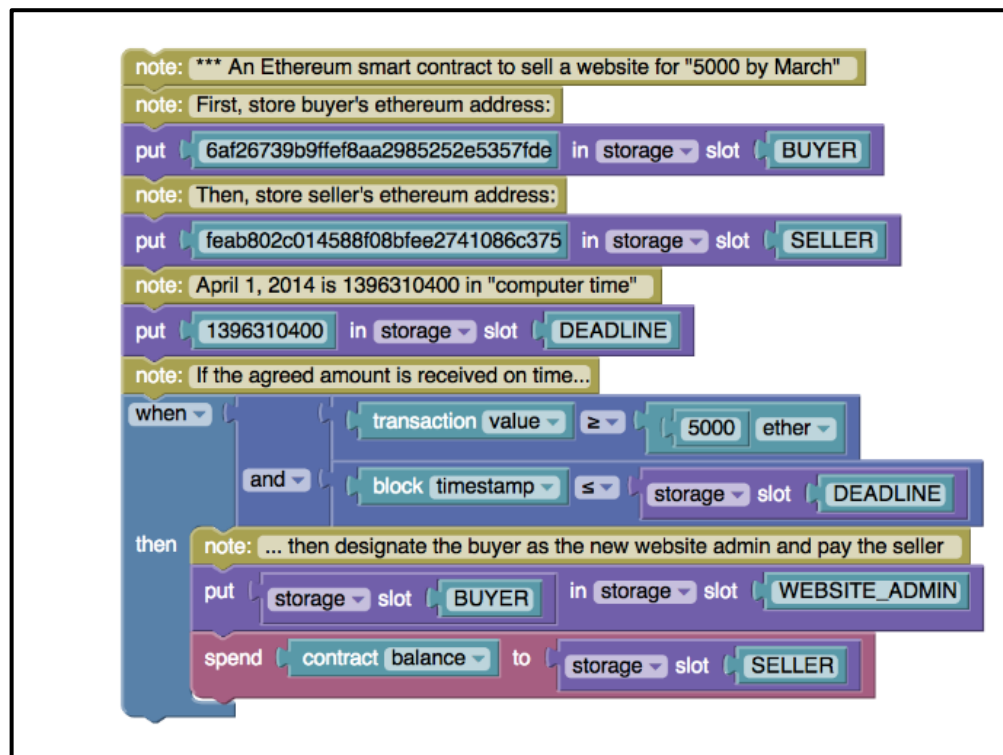 note: *** An Ethereum smart contract to sell a website for "5000 by March"
note: First, store buyer's ethereum address:
put 6af26739b9ffef8aa2985252e5357fde in storage slot BUYER
note: Then, store seller's ethereum address:
put feab802c014588f08bfee2741086c375 in storage slot SELLER
note: April 1, 2014 is 1396310400 in "computer time"
put 1396310400 in storage slot DEADLINE
note: If the agreed amount is received on time...
when transaction value ≥ 5000 ether
and block timestamp ≤ storage slot DEADLINE
then note: ... then designate the buyer as the new website admin and pay the seller
put storage slot BUYER in storage slot WEBSITE_ADMIN
spend contract balance to storage slot SELLER